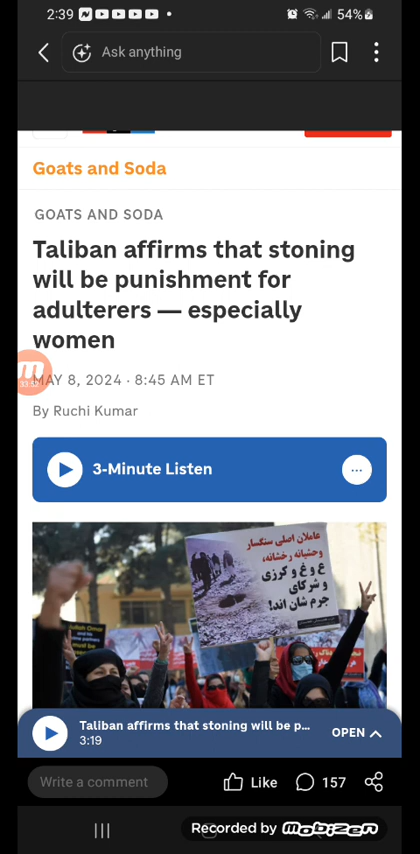 2:39
54%
Ask anything
Goats and Soda
GOATS AND SODA
Taliban affirms that stoning
will be punishment for
adulterers — especially
women
MAY 8, 2024 · 8:45 AM ET
By Ruchi Kumar
3-Minute Listen
عاملان اصلی سنگسار
وحشیانه رخشانه،
ع و غ و کرزی
و شرکای
جرم شان اند!
Taliban affirms that stoning will be p...
3:19
OPEN
Write a comment
Like
157
Recorded by Mobizen